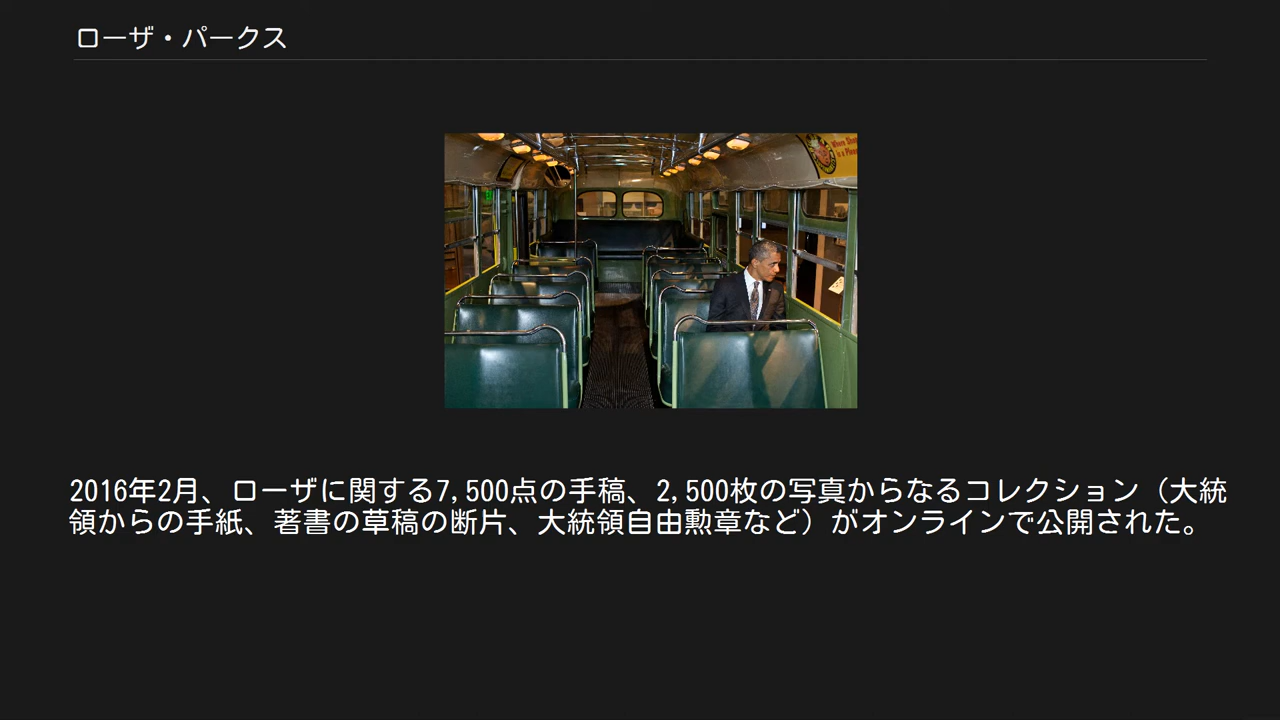 ローザ・パークス
2016年2月、ローザに関する7,500点の手稿、2,500枚の写真からなるコレクション（大統
領からの手紙、著書の草稿の断片、大統領自由勲章など）がオンラインで公開された。